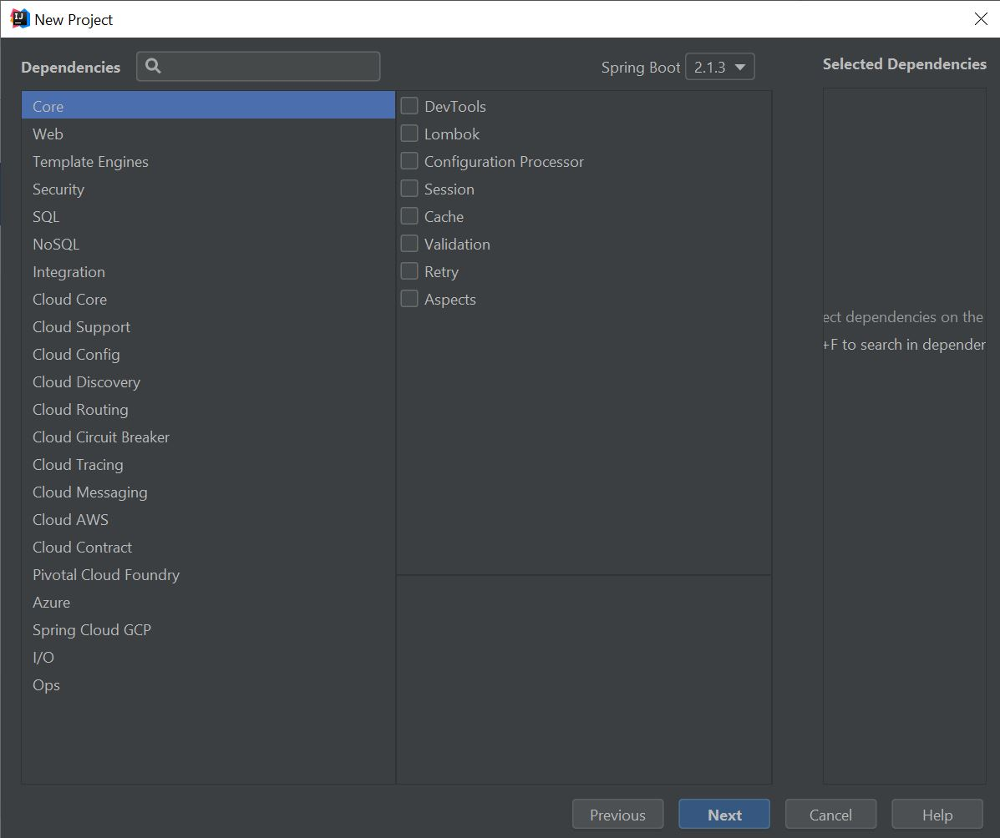 New Project
Dependencies
Spring Boot 2.1.3
Selected Dependencies
Core
Web
Template Engines
Security
SQL
NoSQL
Integration
Cloud Core
Cloud Support
Cloud Config
Cloud Discovery
Cloud Routing
Cloud Circuit Breaker
Cloud Tracing
Cloud Messaging
Cloud AWS
Cloud Contract
Pivotal Cloud Foundry
Azure
Spring Cloud GCP
I/O
Ops
DevTools
Lombok
Configuration Processor
Session
Cache
Validation
Retry
Aspects
ect dependencies on the
+F to search in depender
Previous
Next
Cancel
Help